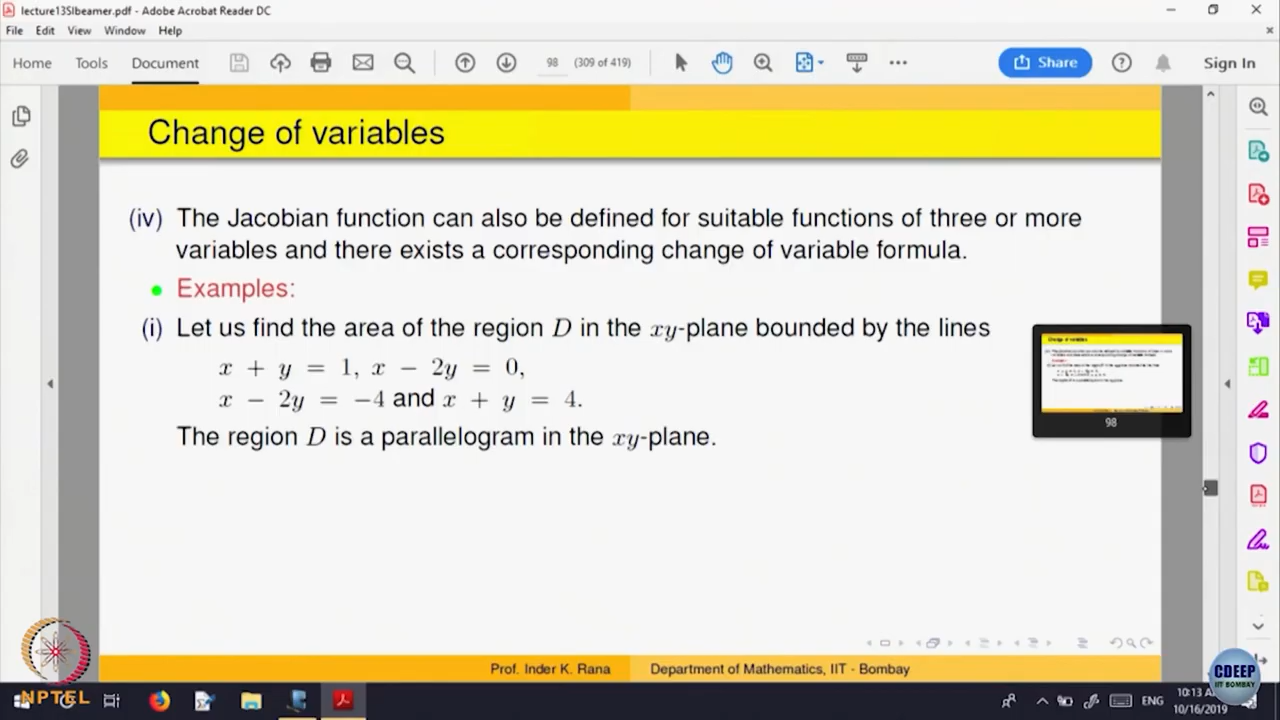 lecture13Slbeamer.pdf - Adobe Acrobat Reader DC
File Edit View Window Help
Home Tools Document 98 (309 of 419) Share Sign In
Change of variables
(iv) The Jacobian function can also be defined for suitable functions of three or more
variables and there exists a corresponding change of variable formula.
Examples:
(i) Let us find the area of the region D in the xy-plane bounded by the lines
x + y = 1, x − 2y = 0,
x − 2y = −4 and x + y = 4.
The region D is a parallelogram in the xy-plane.
98
Prof. Inder K. Rana Department of Mathematics, IIT - Bombay
NPTEL
CDEEP
IIT BOMBAY
ENG
10:13
10/16/2019